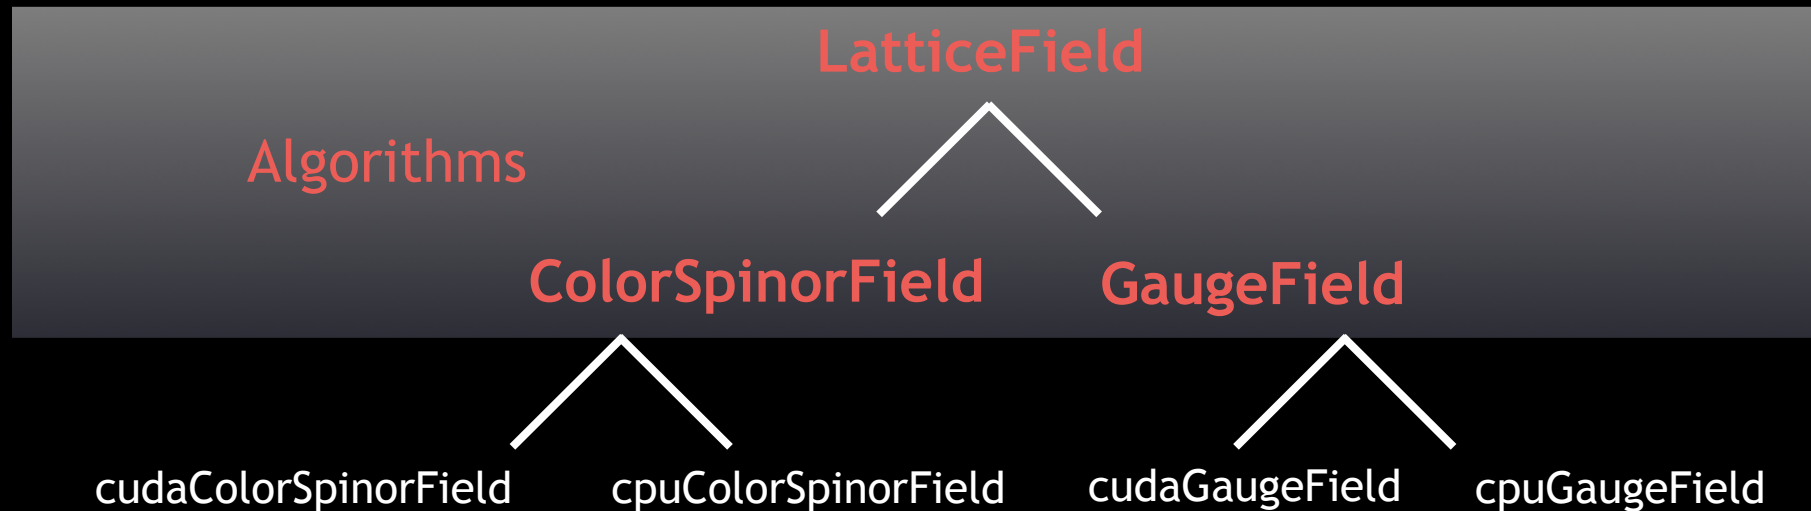 LatticeField
Algorithms
ColorSpinorField GaugeField
cudaColorSpinorField cpuColorSpinorField cudaGaugeField cpuGaugeField